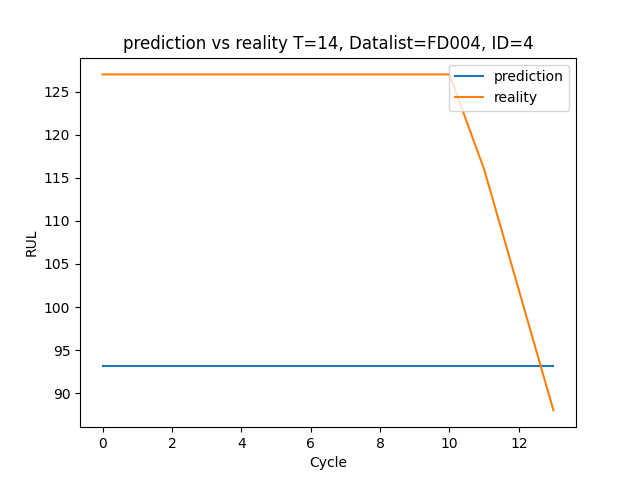 prediction vs reality T=14, Datalist=FD004, ID=4
prediction
reality
125
120
115
110
105
100
95
90
RUL
0 2 4 6 8 10 12
Cycle